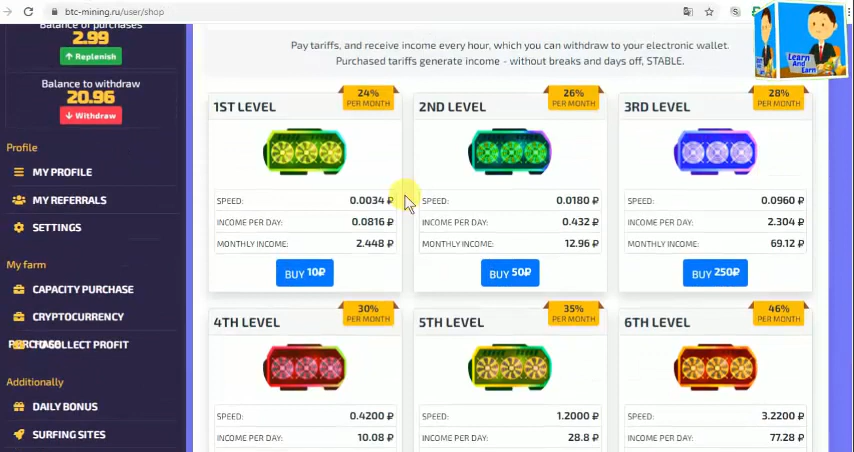 btc-mining.ru/user/shop
Balance of purchases
2.99
Replenish
Balance to withdraw
20.96
Withdraw
Profile
MY PROFILE
MY REFERRALS
SETTINGS
My farm
CAPACITY PURCHASE
CRYPTOCURRENCY
PURCHASE
COLLECT PROFIT
Additionally
DAILY BONUS
SURFING SITES
Pay tariffs, and receive income every hour, which you can withdraw to your electronic wallet.
Purchased tariffs generate income - without breaks and days off, STABLE.
Learn And
Earn
1ST LEVEL
24%
PER MONTH
SPEED: 0.0034 ₽
INCOME PER DAY: 0.0816 ₽
MONTHLY INCOME: 2.448 ₽
BUY 10₽
2ND LEVEL
26%
PER MONTH
SPEED: 0.0180 ₽
INCOME PER DAY: 0.432 ₽
MONTHLY INCOME: 12.96 ₽
BUY 50₽
3RD LEVEL
28%
PER MONTH
SPEED: 0.0960 ₽
INCOME PER DAY: 2.304 ₽
MONTHLY INCOME: 69.12 ₽
BUY 250₽
4TH LEVEL
30%
PER MONTH
SPEED: 0.4200 ₽
INCOME PER DAY: 10.08 ₽
5TH LEVEL
35%
PER MONTH
SPEED: 1.2000 ₽
INCOME PER DAY: 28.8 ₽
6TH LEVEL
46%
PER MONTH
SPEED: 3.2200 ₽
INCOME PER DAY: 77.28 ₽